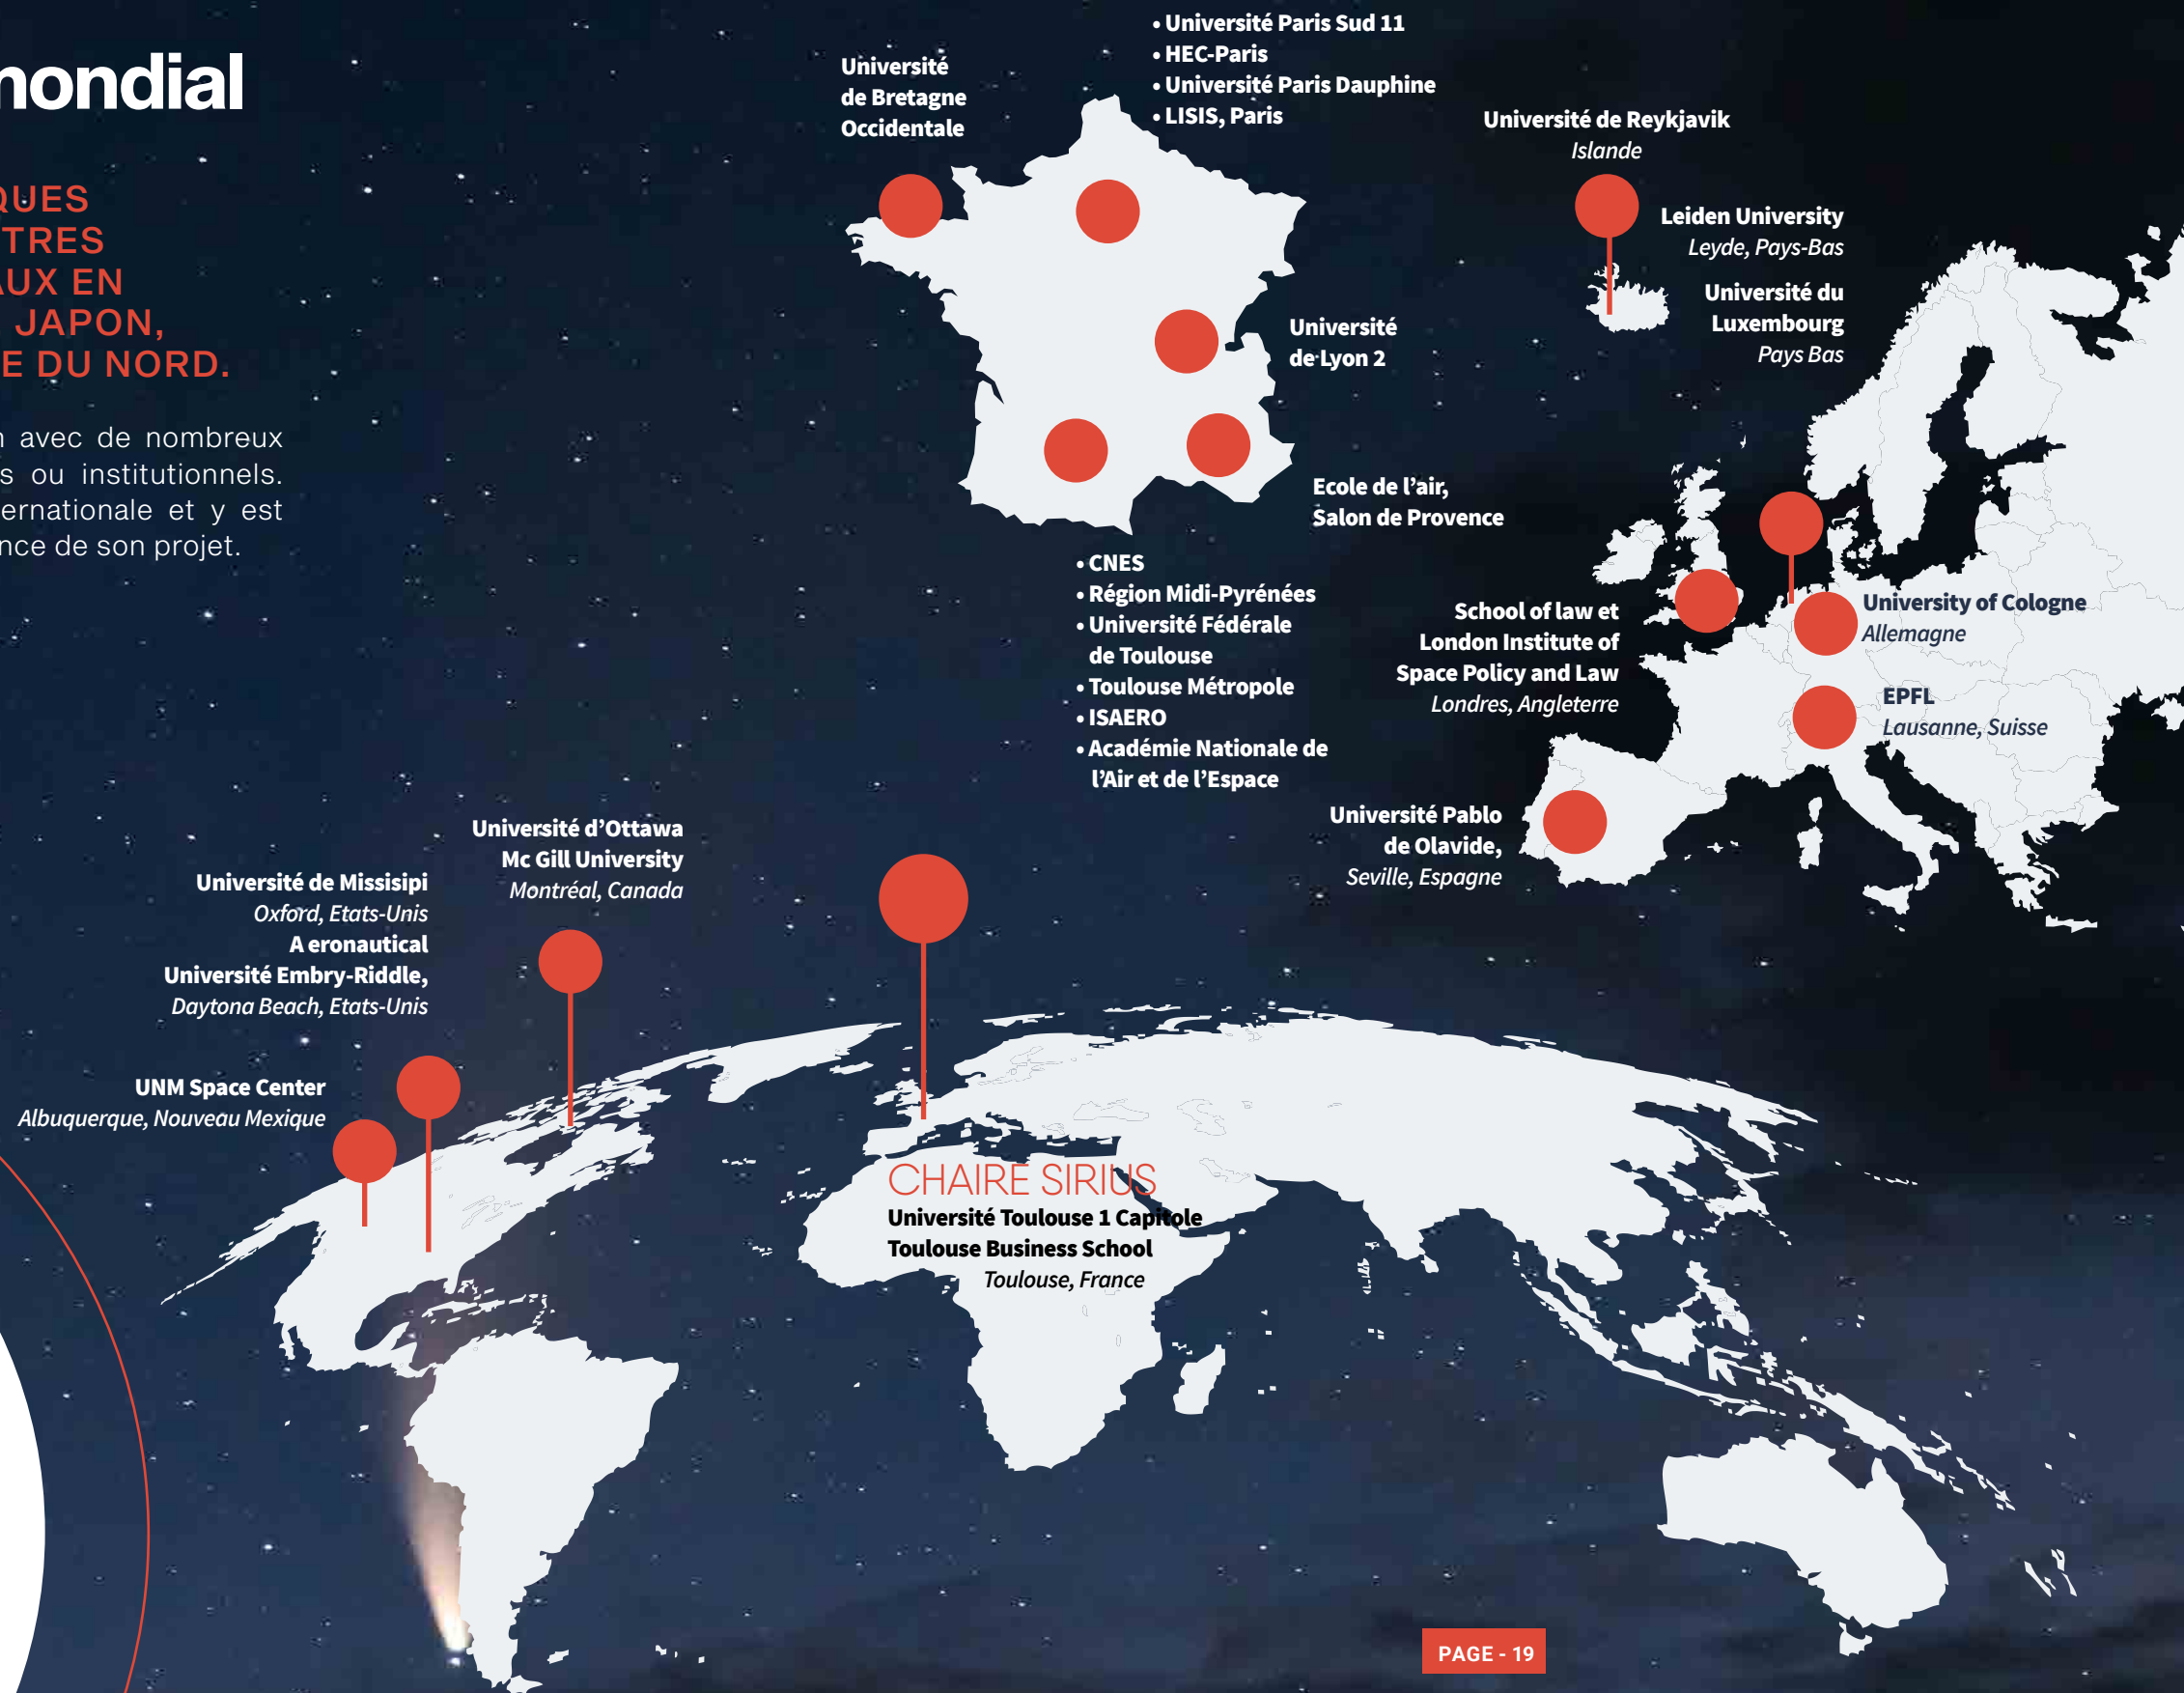 mondial
QUES
TRES
AUX EN
JAPON,
E DU NORD.
avec de nombreux
s ou institutionnels.
ernationale et y est
nce de son projet.
Université
de Bretagne
Occidentale
• Université Paris Sud 11
• HEC-Paris
• Université Paris Dauphine
• LISIS, Paris
Université
de Lyon 2
Ecole de l’air,
Salon de Provence
• CNES
• Région Midi-Pyrénées
• Université Fédérale
de Toulouse
• Toulouse Métropole
• ISAERO
• Académie Nationale de
l’Air et de l’Espace
Université de Reykjavik
Islande
Leiden University
Leyde, Pays-Bas
Université du
Luxembourg
Pays Bas
School of law et
London Institute of
Space Policy and Law
Londres, Angleterre
University of Cologne
Allemagne
EPFL
Lausanne, Suisse
Université Pablo
de Olavide,
Seville, Espagne
Université d’Ottawa
Mc Gill University
Montréal, Canada
Université de Missisipi
Oxford, Etats-Unis
A eronautical
Université Embry-Riddle,
Daytona Beach, Etats-Unis
UNM Space Center
Albuquerque, Nouveau Mexique
CHAIRE SIRIUS
Université Toulouse 1 Capitole
Toulouse Business School
Toulouse, France
PAGE - 19